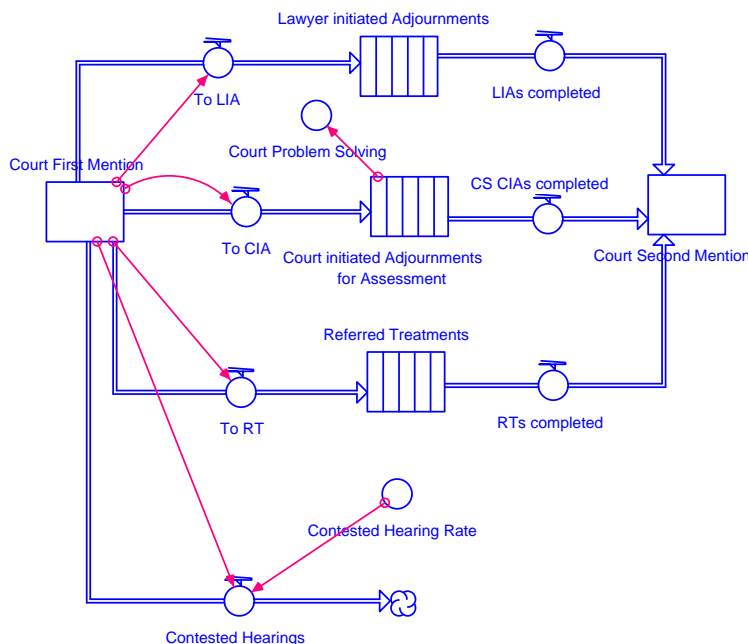 Lawyer initiated Adjournments
To LIA
LIAs completed
Court Problem Solving
Court First Mention
CS CIAs completed
To CIA
Court initiated Adjournments
for Assessment
Court Second Mention
Referred Treatments
To RT
RTs completed
Contested Hearing Rate
Contested Hearings